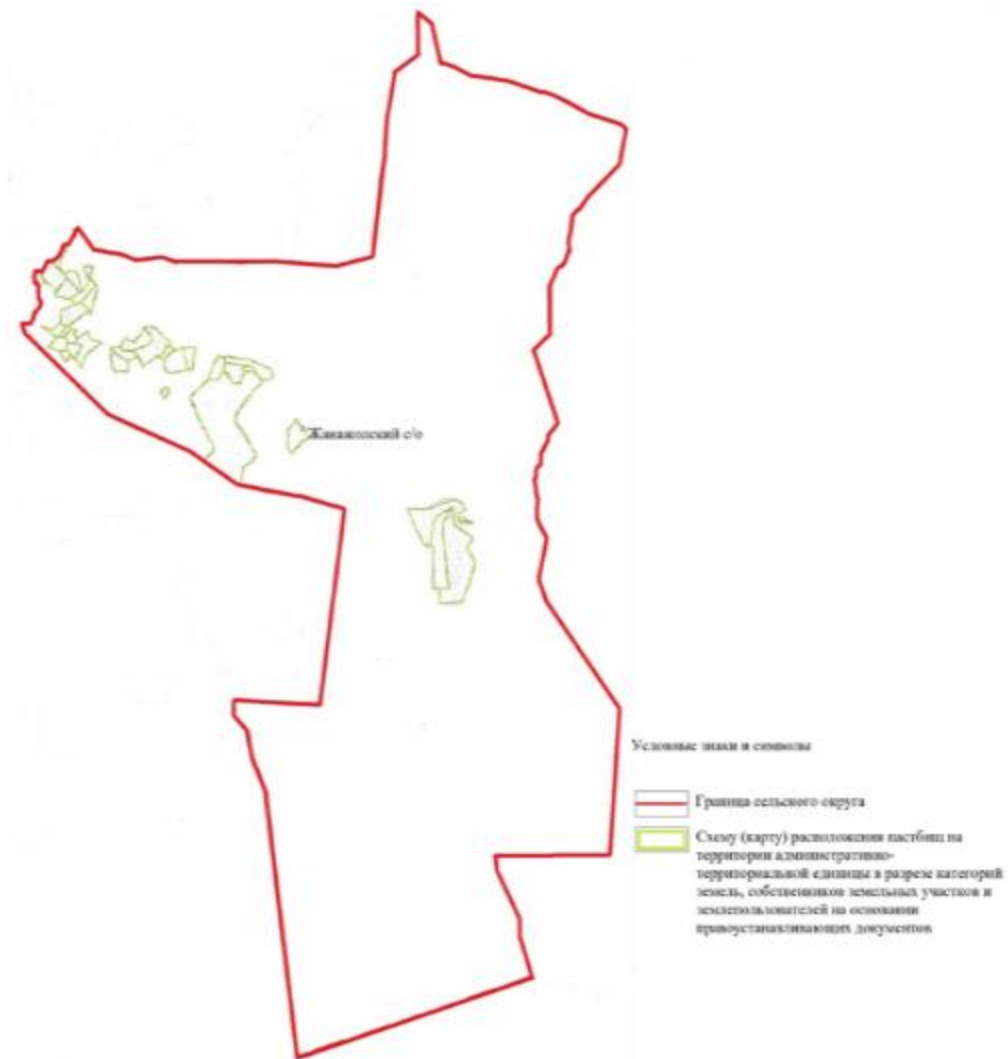 Жанажолский с/о
Условные знаки и символы
Граница сельского округа
Схему (карту) расположения пастбищ на
территории административно-
территориальной единицы в разрезе категорий
земель, собственников земельных участков и
землепользователей на основании
правоустанавливающих документов